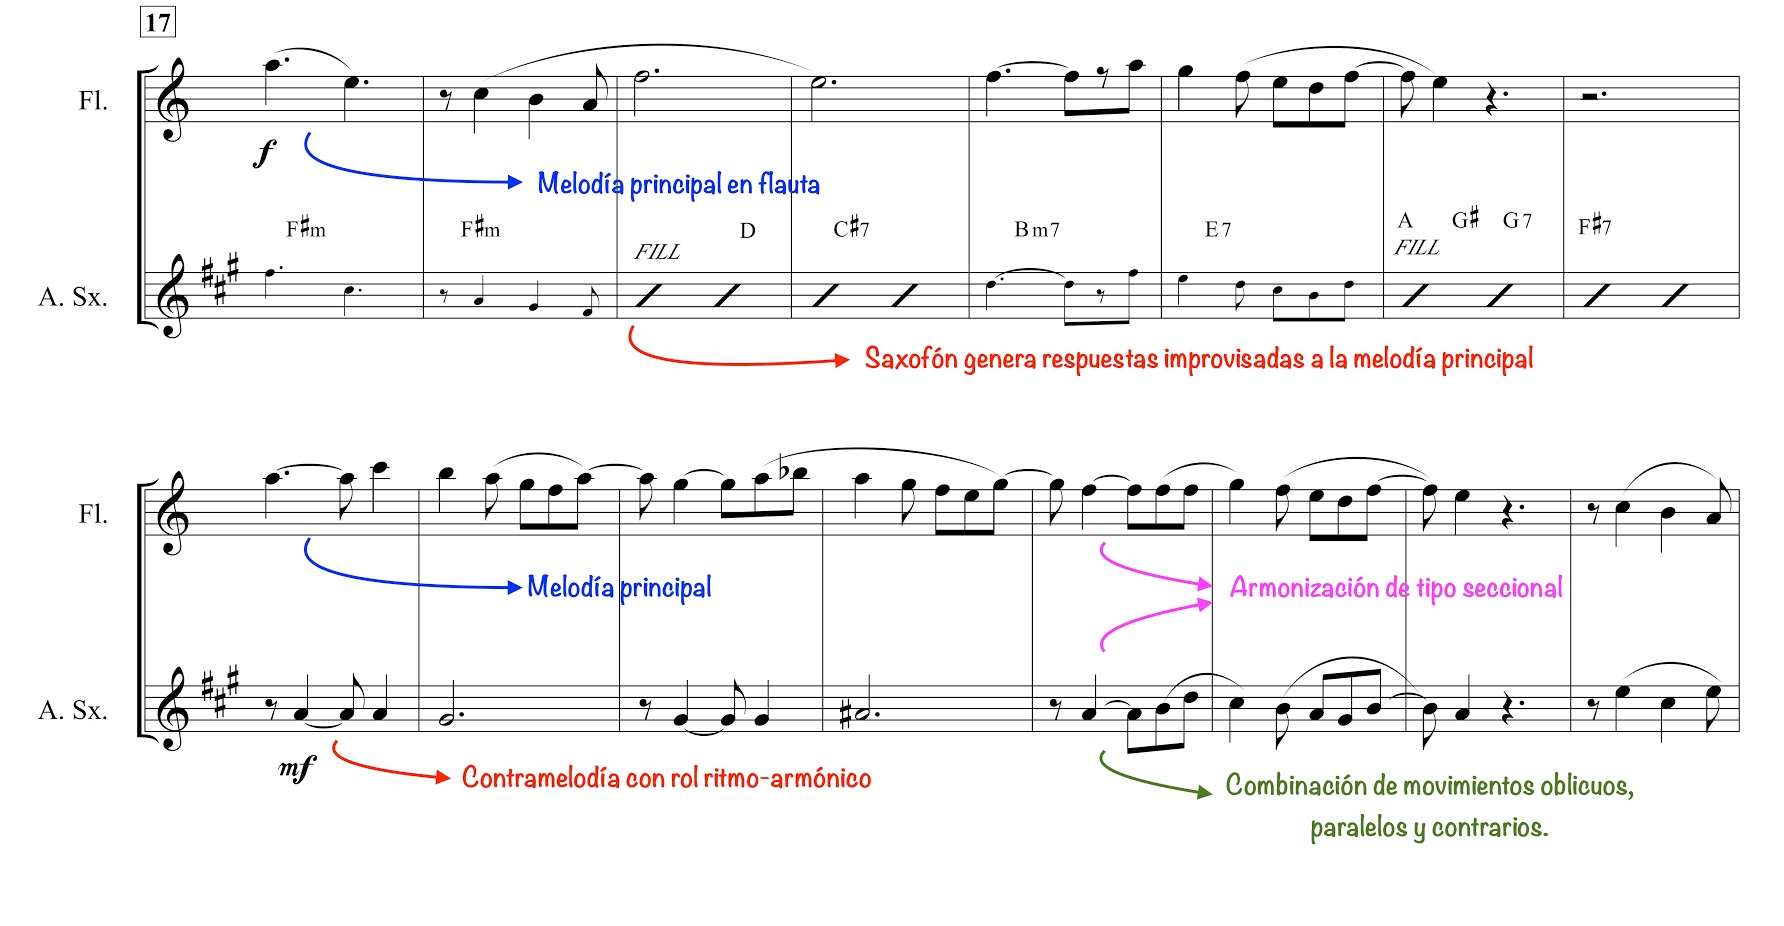 17
Fl.
f
Melodía principal en flauta
F♯m F♯m D C♯7 Bm7 E7 A G♯ G7 F♯7
FILL FILL
A. Sx.
Saxofón genera respuestas improvisadas a la melodía principal
Fl.
Melodía principal
Armonización de tipo seccional
A. Sx.
mf
Contramelodía con rol ritmo-armónico
Combinación de movimientos oblicuos,
paralelos y contrarios.